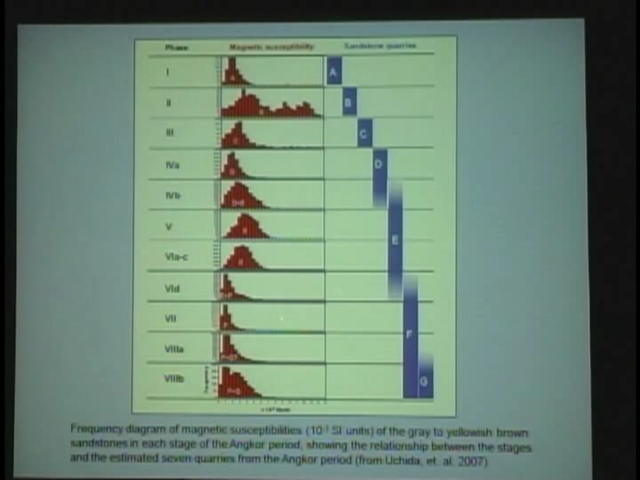 Phase Magnetic susceptibility Sandstone quarries
I A
II B
III C
IVa D
IVb
V E
VIa-c
VId
VII F
VIIIa
VIIIb G
Frequency diagram of magnetic susceptibilities (10⁻³ SI units) of the gray to yellowish brown
sandstones in each stage of the Angkor period, showing the relationship between the stages
and the estimated seven quarries from the Angkor period (from Uchida, et. al. 2007)